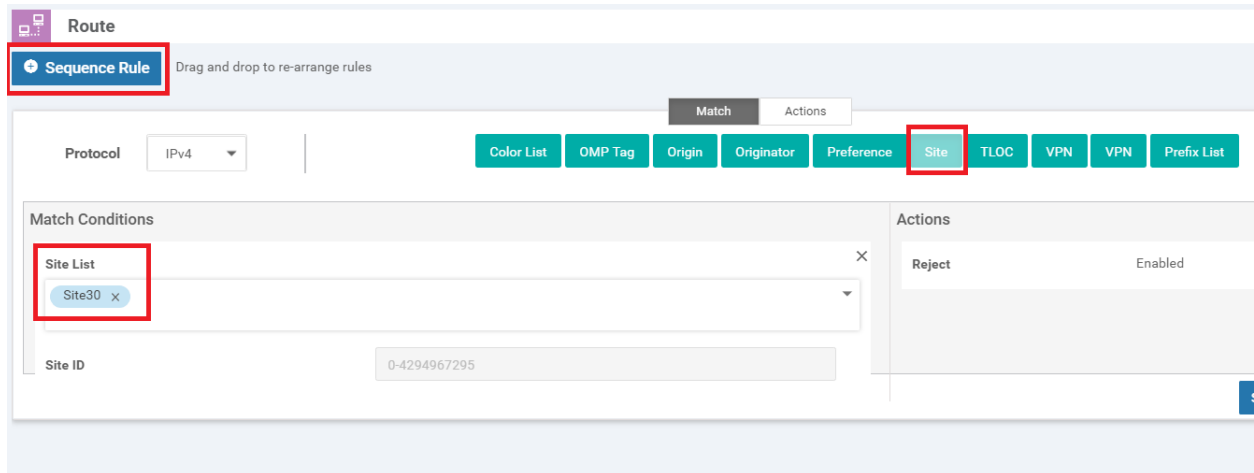 Route
Sequence Rule Drag and drop to re-arrange rules
Match Actions
Protocol IPv4 Color List OMP Tag Origin Originator Preference Site TLOC VPN VPN Prefix List
Match Conditions Actions
Site List × Reject Enabled
Site30 ×
Site ID 0-4294967295